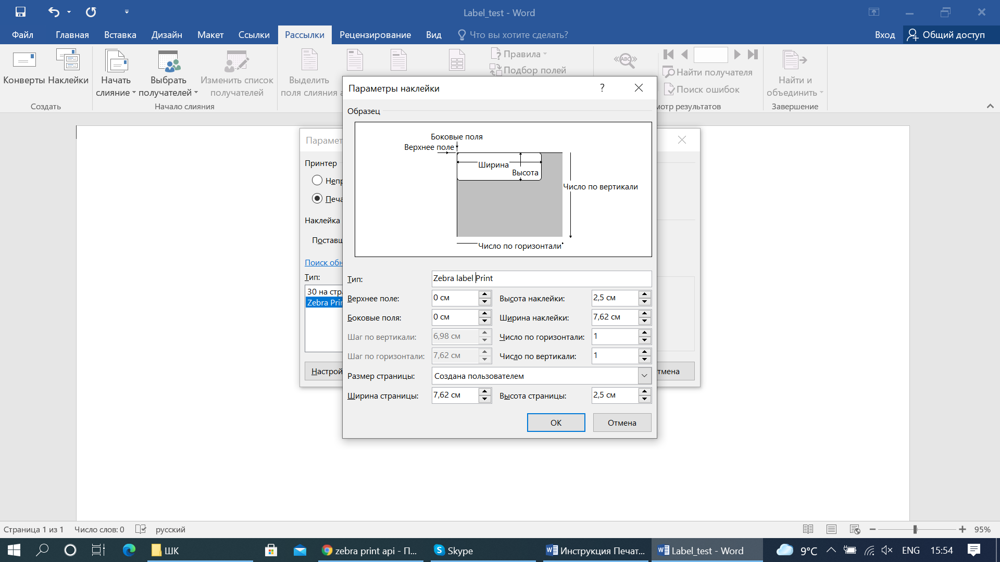 Label_test - Word
Файл Главная Вставка Дизайн Макет Ссылки Рассылки Рецензирование Вид Что вы хотите сделать? Вход Общий доступ
Конверты Наклейки
Создать
Начать слияние
Выбрать получателей
Изменить список получателей
Начало слияния
Выделить
поля слияния
Правила
Подбор полей
ABC
Найти получателя
Поиск ошибок
мотр результатов
Найти и объединить
Завершение
Парамет
Принтер
Непр
Печа
Наклейка
Постави
Поиск обн
Тип:
30 на стра
Zebra Prin
Настрой
тмена
Параметры наклейки
?
Образец
Боковые поля
Верхнее поле
Ширина
Высота
Число по вертикали
Число по горизонтали
Тип: Zebra label Print
Верхнее поле: 0 см Высота наклейки: 2,5 см
Боковые поля: 0 см Ширина наклейки: 7,62 см
Шаг по вертикали: 6,98 см Число по горизонтали: 1
Шаг по горизонтали: 7,62 см Число по вертикали: 1
Размер страницы: Создана пользователем
Ширина страницы: 7,62 см Высота страницы: 2,5 см
ОК Отмена
Страница 1 из 1 Число слов: 0 русский 95%
ШК zebra print api - П... Skype Инструкция Печат... Label_test - Word 9°C ENG 15:54